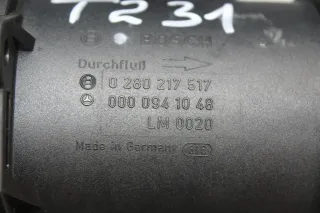 T231
BOSCH
Durchfluß
0 280 217 517
000 094 10 48
LM 0020
Made in Germany